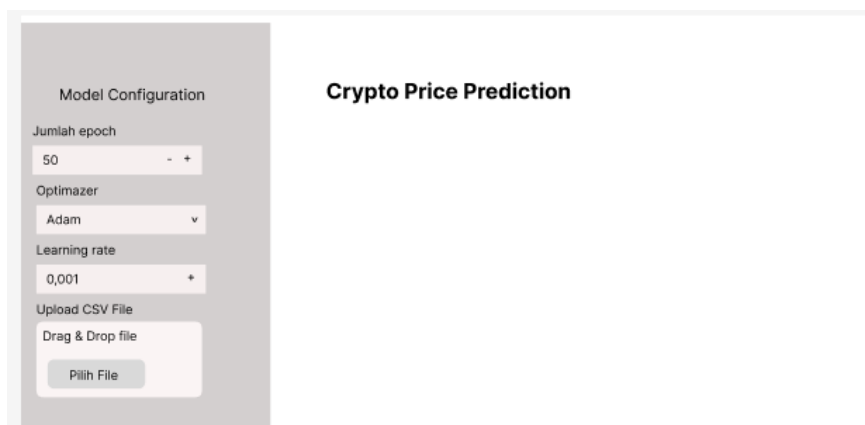 Model Configuration
Crypto Price Prediction
Jumlah epoch
50 - +
Optimazer
Adam v
Learning rate
0,001 +
Upload CSV File
Drag & Drop file
Pilih File